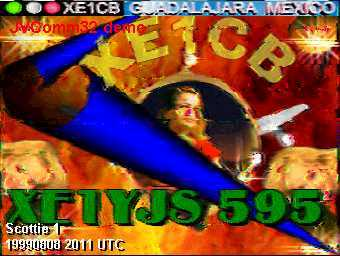 XE1CB GUADALAJARA MEXICO
JVComm32 demo
XE1CB
XE1YJS 595
Scottie 1
19990808 2011 UTC